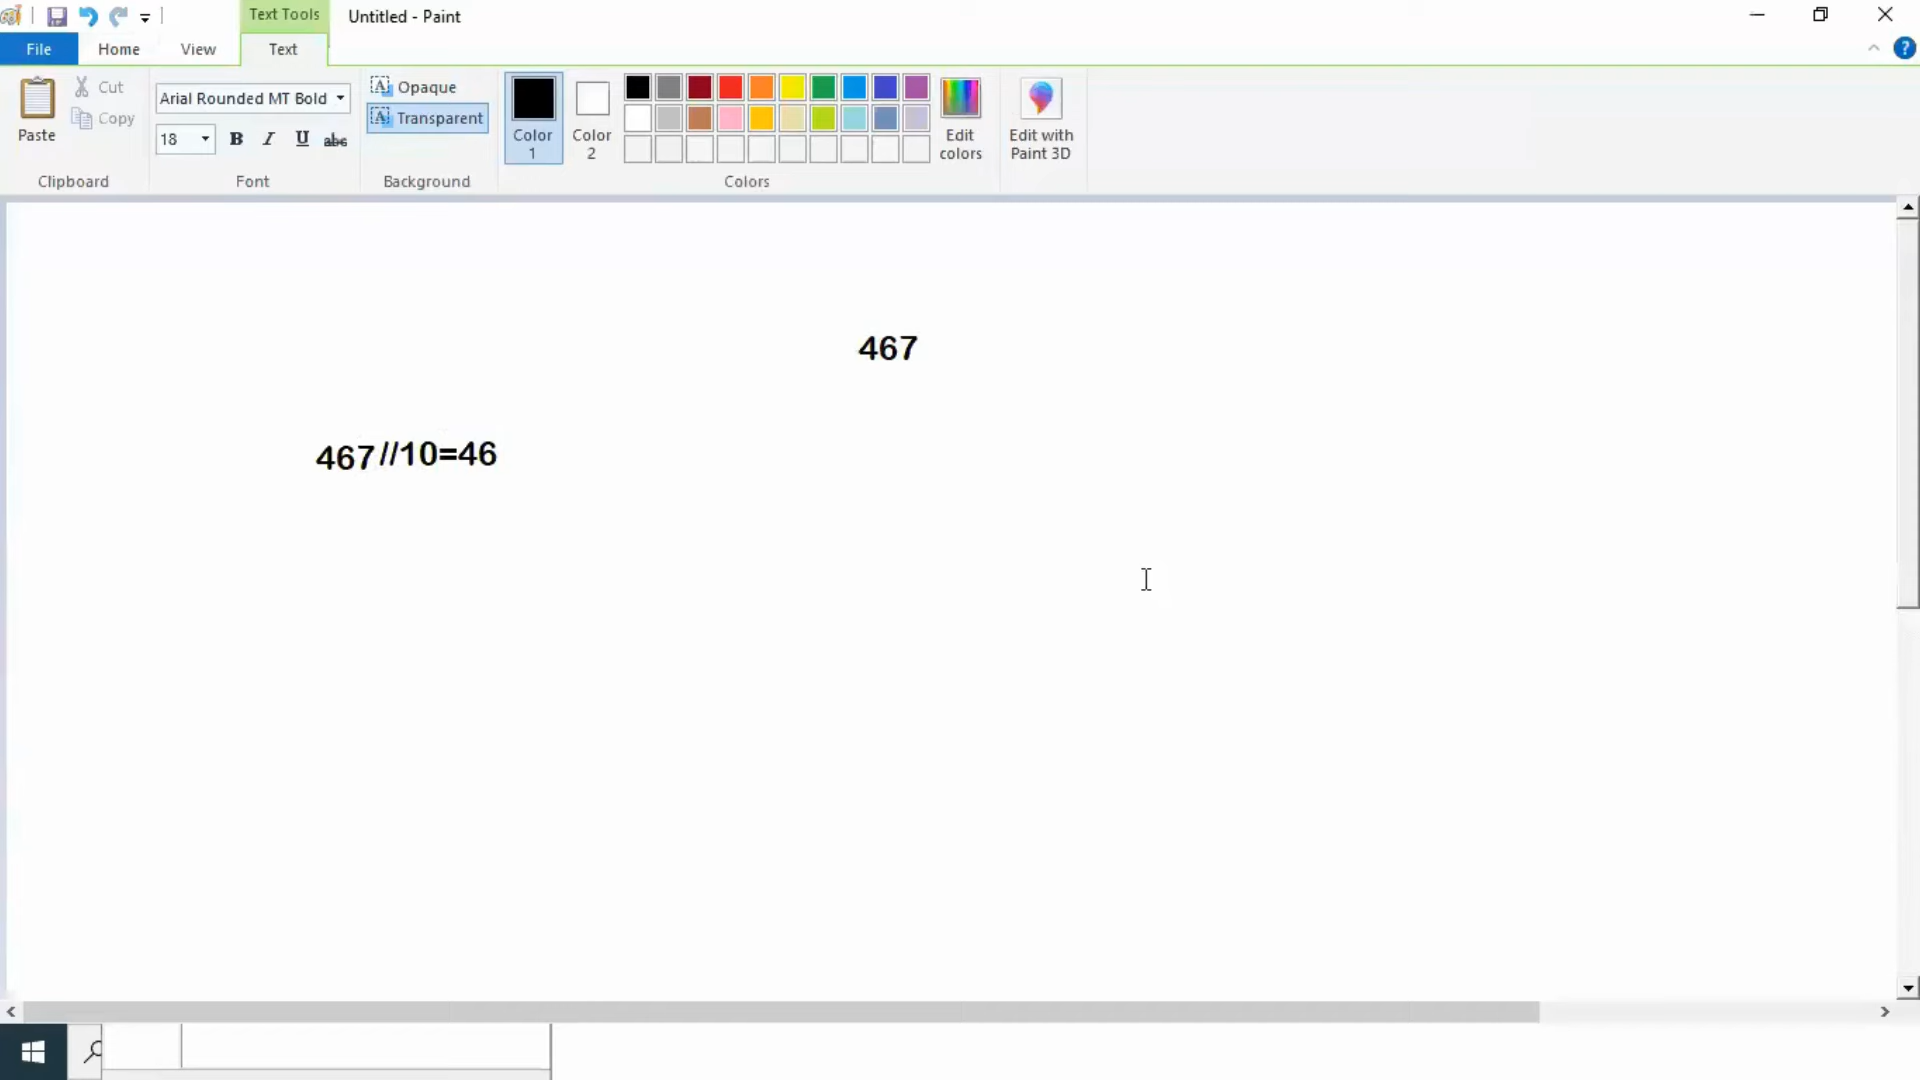 Text Tools
Untitled - Paint
File
Home
View
Text
Paste
Cut
Copy
Clipboard
Arial Rounded MT Bold
18
B I U abc
Font
Opaque
Transparent
Background
Color
1
Color
2
Edit
colors
Colors
Edit with
Paint 3D
467
467//10=46